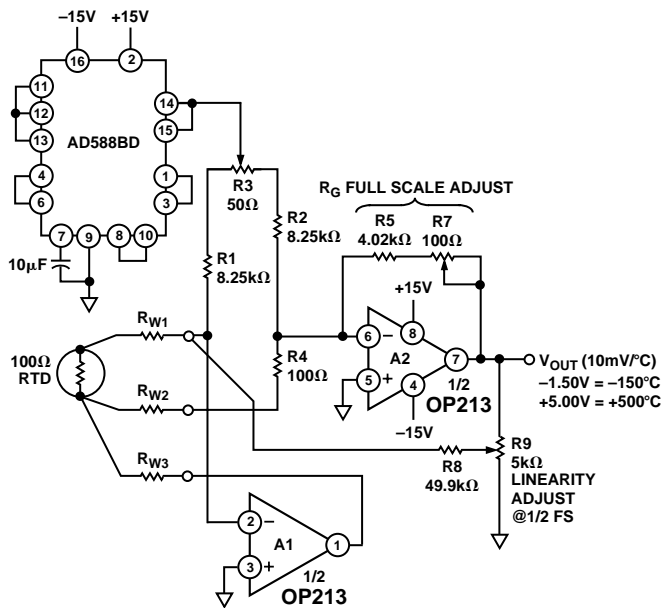 –15V +15V
16 2
11
12
13
14
15
AD588BD
4
6
1
3
7 9 8 10
10μF
R3
50Ω
R1
8.25kΩ
R2
8.25kΩ
RG FULL SCALE ADJUST
R5
4.02kΩ
R7
100Ω
+15V
6 –
8
A2
7
5 +
4
1/2
OP213
–15V
VOUT (10mV/°C)
–1.50V = –150°C
+5.00V = +500°C
R4
100Ω
RW1
100Ω
RTD
RW2
RW3
R8
49.9kΩ
R9
5kΩ
LINEARITY
ADJUST
@1/2 FS
2 –
A1
1
3 +
1/2
OP213